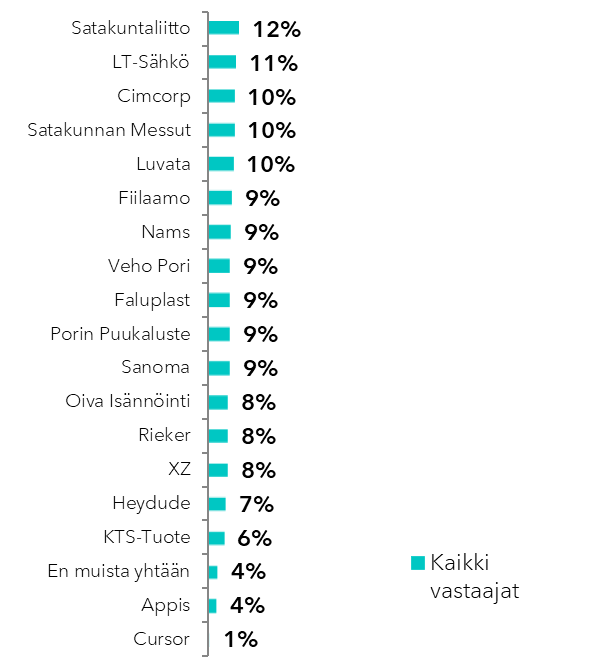 Satakuntaliitto 12%
LT-Sähkö 11%
Cimcorp 10%
Satakunnan Messut 10%
Luvata 10%
Fiilaamo 9%
Nams 9%
Veho Pori 9%
Faluplast 9%
Porin Puukaluste 9%
Sanoma 9%
Oiva Isännöinti 8%
Rieker 8%
XZ 8%
Heydude 7%
KTS-Tuote 6%
En muista yhtään 4%
Appis 4%
Cursor 1%
Kaikki
vastaajat